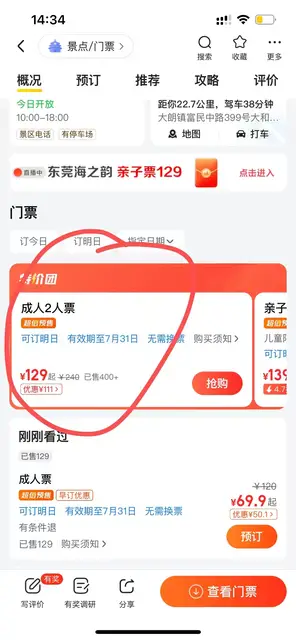 14:34
景点/门票
搜索
收藏
更多
概况
预订
推荐
攻略
评价
今日开放
10:00-18:00
景区电话
有停车场
距你22.7公里，驾车38分钟
大朗镇富民中路399号大和...
地图
打车
直播中
东莞海之韵 亲子票129
点击进入
门票
订今日
订明日
指定日期
特价团
成人2人票
超值预售
可订明日 有效期至7月31日 无需换票 购买须知
¥129起 ¥240 已售400+
优惠¥111
抢购
亲子
儿童陪
¥139
刚刚看过
已售129
成人票
超值预售 早订优惠
可订明日 有效期至7月31日 无需换票
有条件退
已售129 购买须知
¥120
¥69.9起
优惠¥50.1
预订
有奖
写评价
有奖调研
分享
查看门票